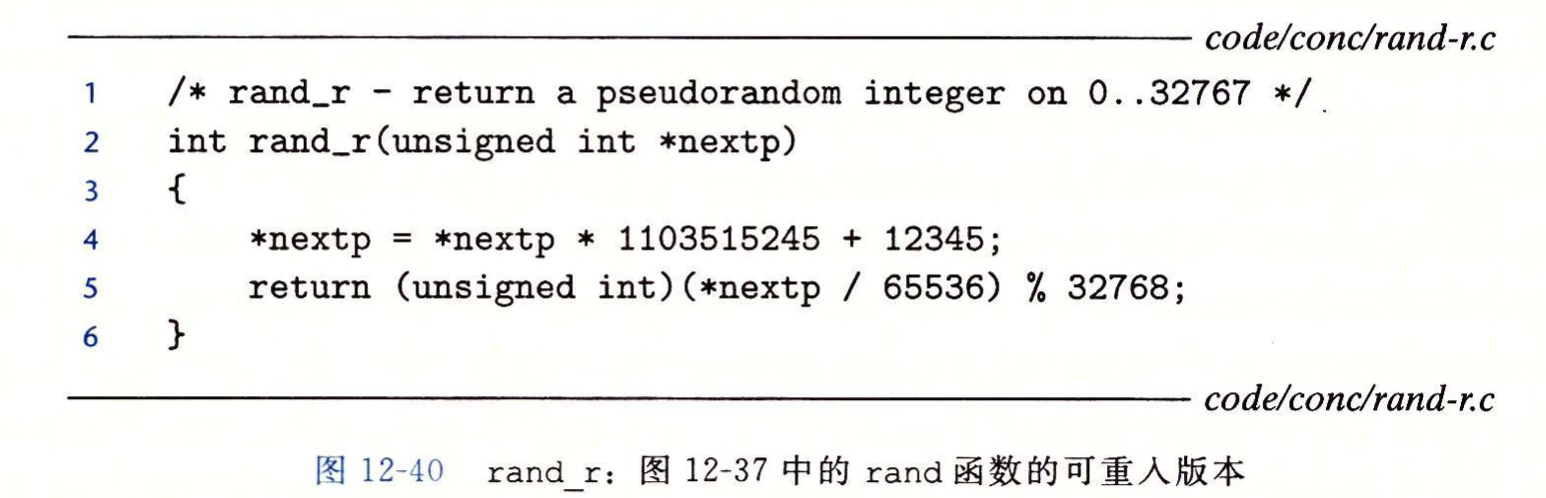 code/conc/rand-r.c
1 /* rand_r - return a pseudorandom integer on 0..32767 */
2 int rand_r(unsigned int *nextp)
3 {
4     *nextp = *nextp * 1103515245 + 12345;
5     return (unsigned int)(*nextp / 65536) % 32768;
6 }
code/conc/rand-r.c
图 12-40 rand_r：图 12-37 中的 rand 函数的可重入版本